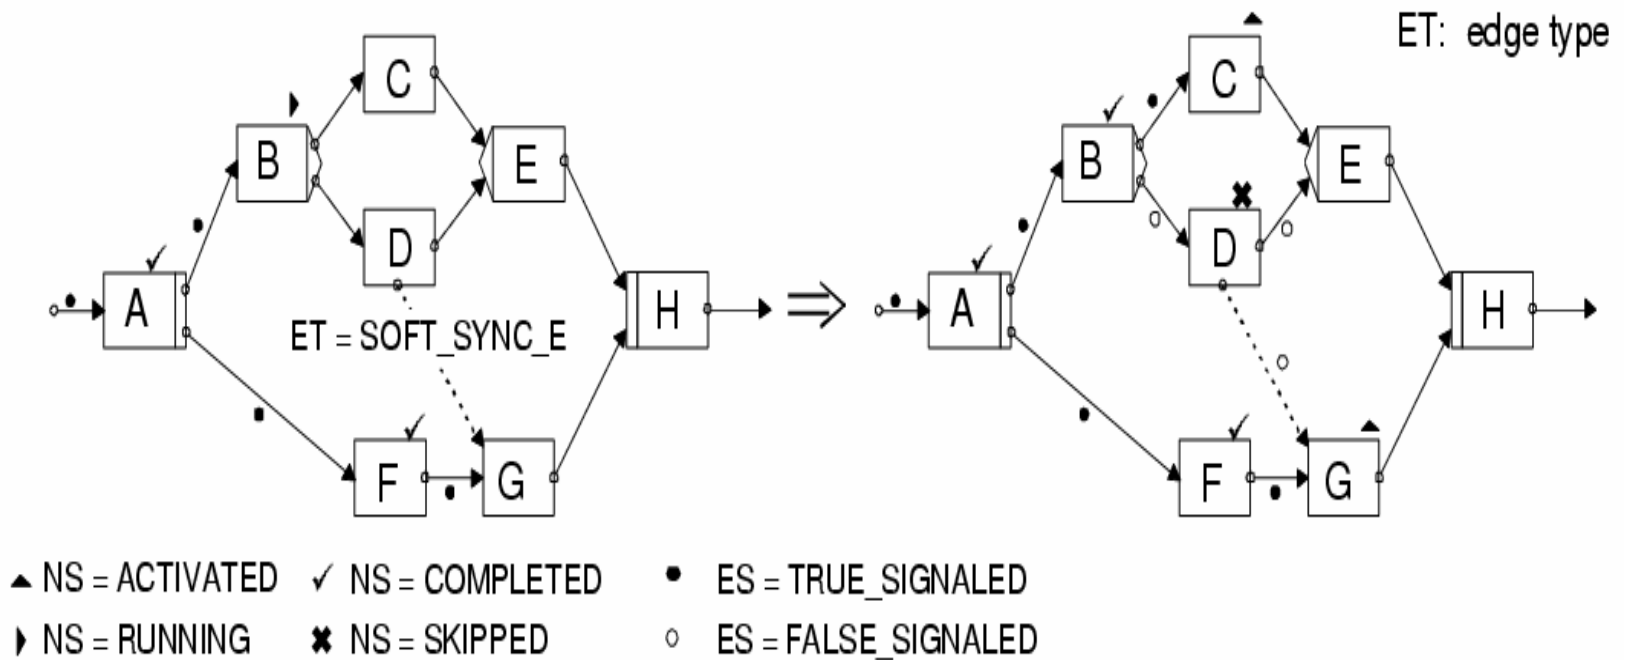 ET: edge type
C C
B E B E
D D
A H A H
ET = SOFT_SYNC_E
F G F G
NS = ACTIVATED NS = COMPLETED ES = TRUE_SIGNALED
NS = RUNNING NS = SKIPPED ES = FALSE_SIGNALED